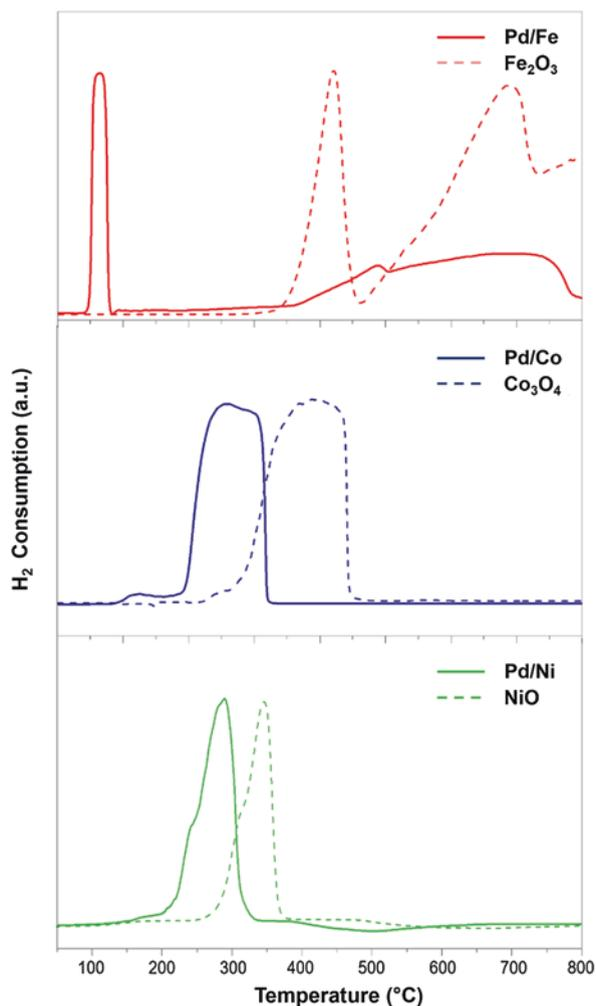 Pd/Fe
Fe₂O₃
Pd/Co
Co₃O₄
H₂ Consumption (a.u.)
Pd/Ni
NiO
100 200 300 400 500 600 700 800
Temperature (°C)